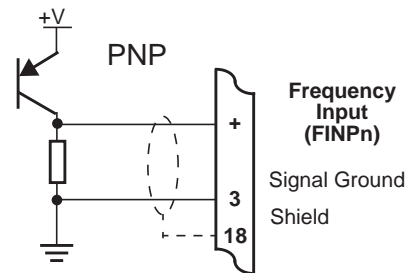 +V
PNP
Frequency
Input
(FINPn)
+
Signal Ground
3
Shield
18